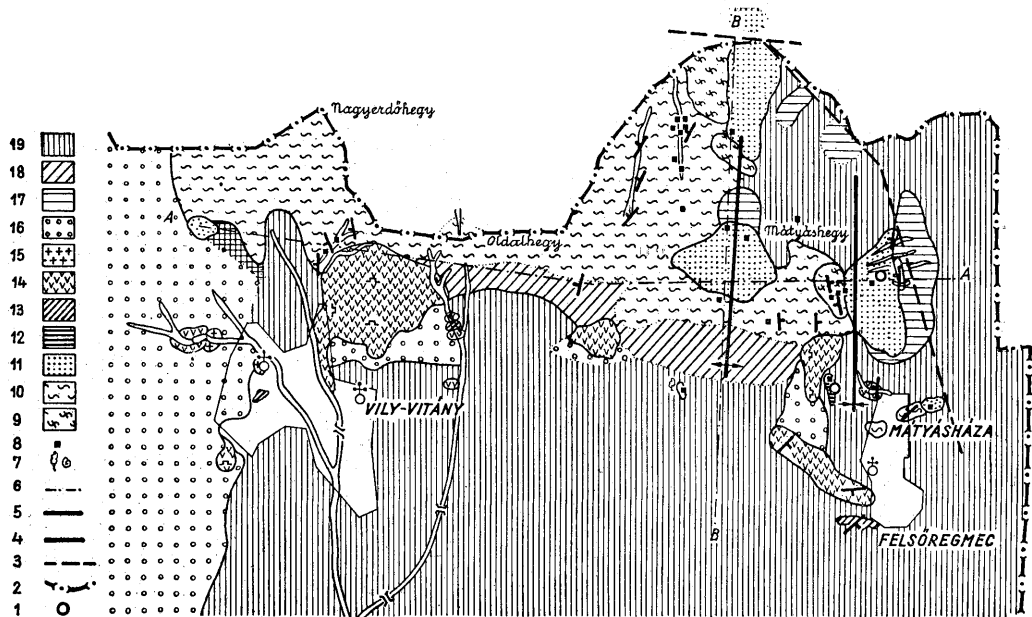 B
Nagyerdőhegy
19
18
17
16
15
14
13
12
11
10
9
8
7
6
5
4
3
2
1
A
Oldalhegy
Mátyáshegy
A
VILY-VITÁNY
MÁTYÁSHÁZA
FELSŐREGMEC
B